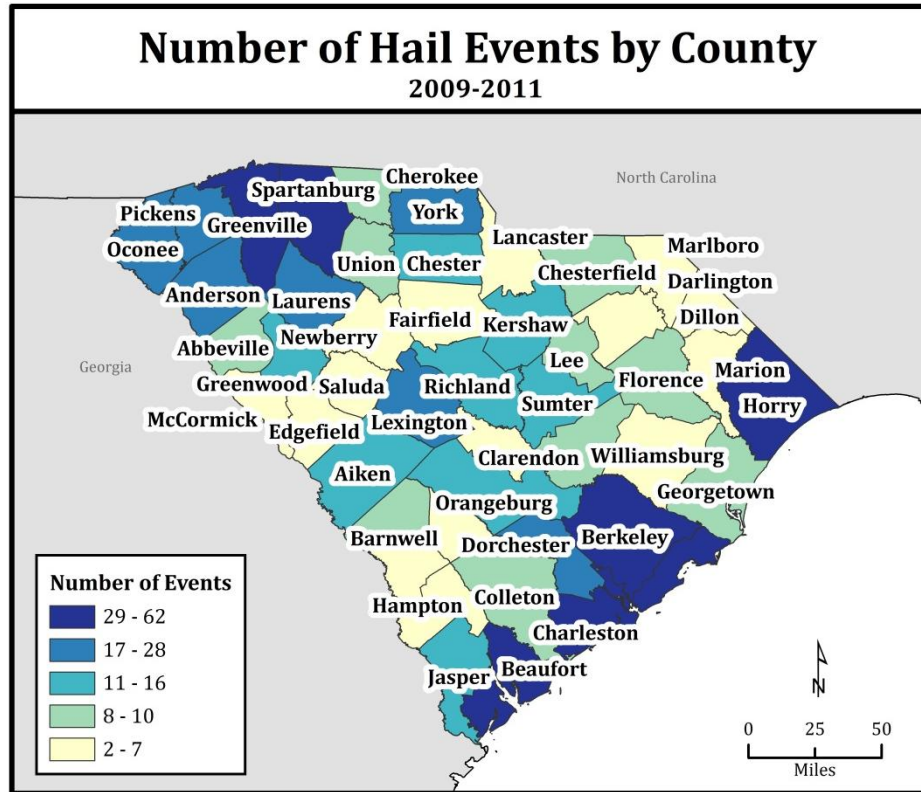 Number of Hail Events by County
2009-2011
Cherokee
North Carolina
Spartanburg
Pickens
York
Greenville
Lancaster
Oconee
Marlboro
Union
Chester
Chesterfield
Darlington
Anderson
Laurens
Dillon
Fairfield
Kershaw
Newberry
Abbeville
Lee
Georgia
Marion
Greenwood
Saluda
Richland
Florence
Horry
McCormick
Sumter
Edgefield
Lexington
Clarendon
Williamsburg
Aiken
Georgetown
Orangeburg
Barnwell
Dorchester
Berkeley
Number of Events
29 - 62
17 - 28
11 - 16
8 - 10
2 - 7
Colleton
Hampton
Charleston
Beaufort
Jasper
N
0 25 50
Miles